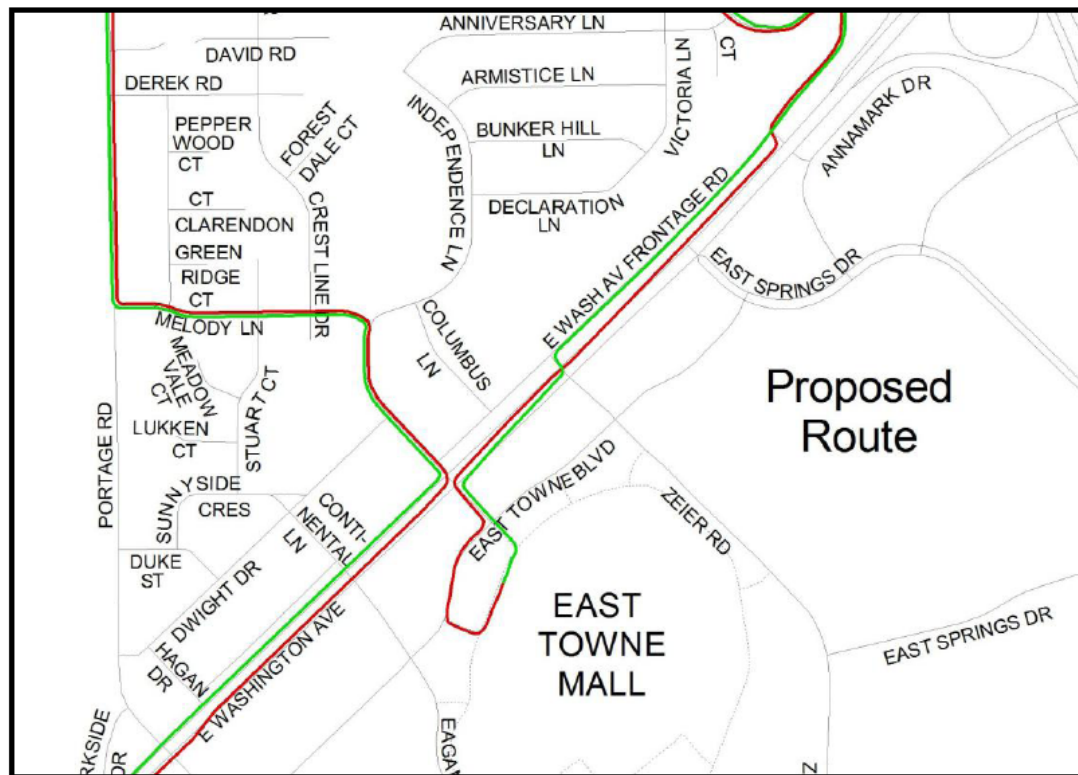 ANNIVERSARY LN
DAVID RD
VICTORIA LN
CT
DEREK RD
ARMISTICE LN
ANNAMARK DR
PEPPER
WOOD
CT
FOREST
DALE CT
INDEPENDENCE LN
BUNKER HILL
LN
CT
CLARENDON
CREST LINE DR
DECLARATION
LN
GREEN
RIDGE
CT
E WASH AV FRONTAGE RD
EAST SPRINGS DR
MELODY LN
COLUMBUS
LN
MEADOW
VALE
CT
STUART CT
Proposed
Route
LUKKEN
CT
PORTAGE RD
SUNNYSIDE
CRES
CONTI-
NENTAL
LN
EAST TOWNE BLVD
ZEIER RD
DUKE
ST
DWIGHT DR
EAST
TOWNE
MALL
HAGAN
DR
E WASHINGTON AVE
EAST SPRINGS DR
RKSIDE
DR
EAGAN
Z